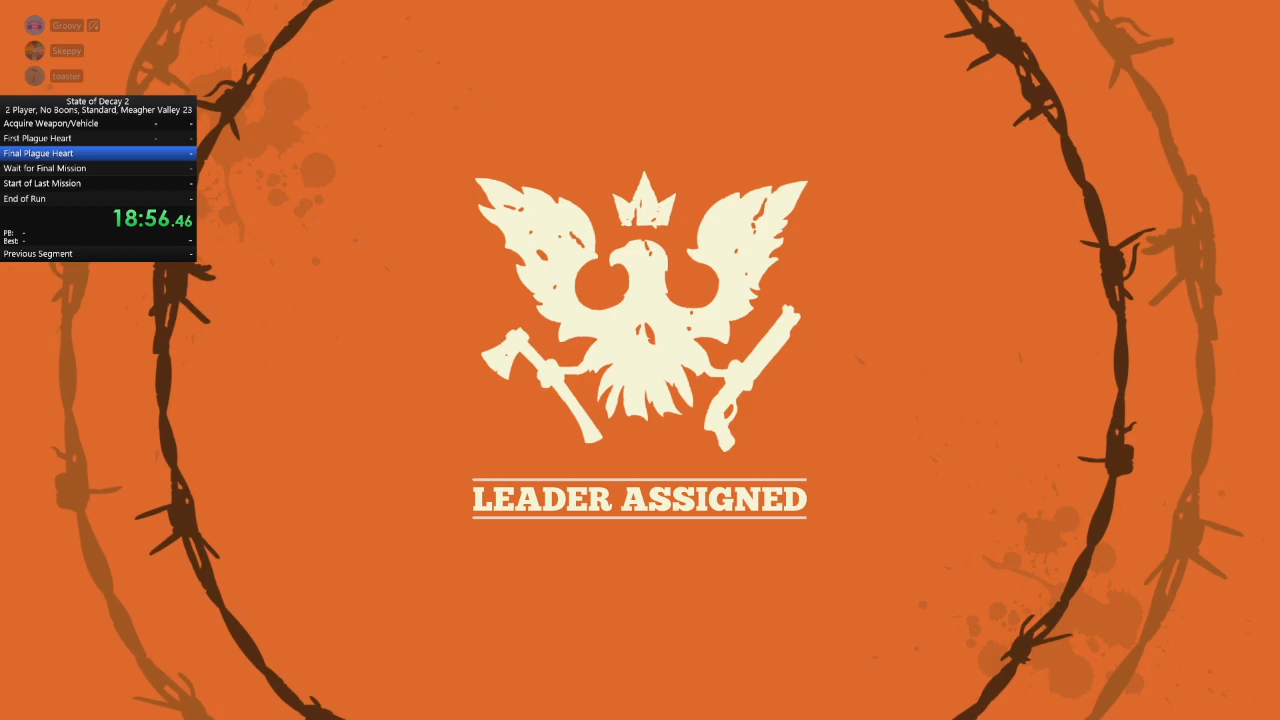 Groovy
Skeppy
toaster
State of Decay 2
2 Player, No Boons, Standard, Meagher Valley 23
Acquire Weapon/Vehicle - -
First Plague Heart - -
Final Plague Heart -
Wait for Final Mission -
Start of Last Mission -
End of Run -
18:56.46
PB: -
Best: - -
Previous Segment -
LEADER ASSIGNED